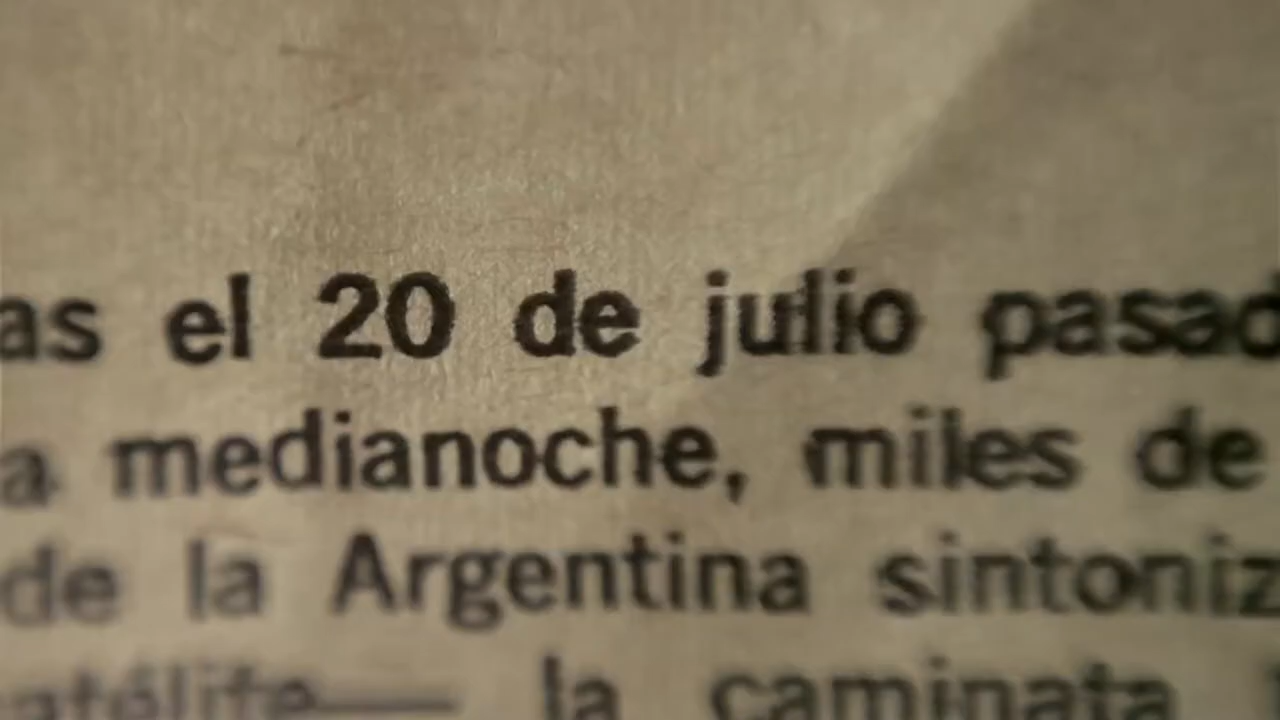 as el 20 de julio pasad
a medianoche, miles de
de la Argentina sintoniz
atélite— la caminata